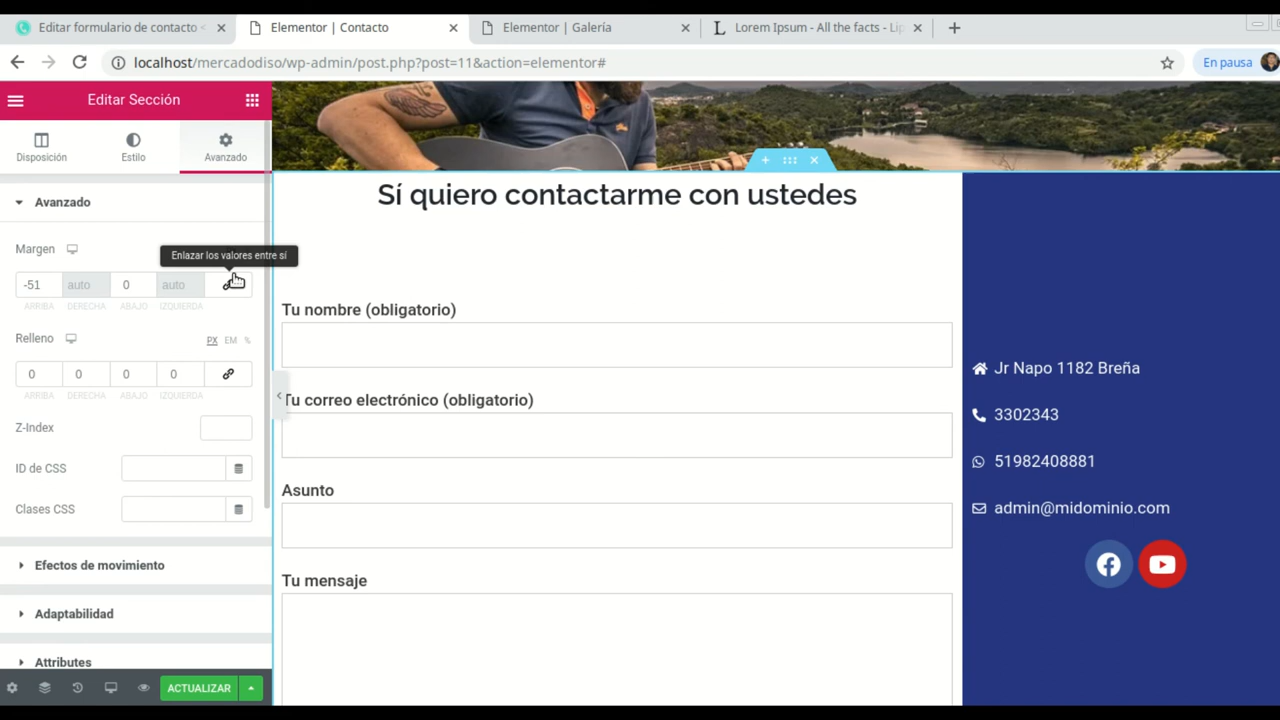 Editar formulario de contacto
Elementor | Contacto
Elementor | Galería
Lorem Ipsum - All the facts - Lip
localhost/mercadodiso/wp-admin/post.php?post=11&action=elementor#
En pausa
Editar Sección
Disposición
Estilo
Avanzado
Avanzado
Margen
Enlazar los valores entre sí
-51
auto
0
auto
ARRIBA
DERECHA
ABAJO
IZQUIERDA
Relleno
PX
EM
%
0
0
0
0
ARRIBA
DERECHA
ABAJO
IZQUIERDA
Z-Index
ID de CSS
Clases CSS
Efectos de movimiento
Adaptabilidad
Attributes
ACTUALIZAR
Sí quiero contactarme con ustedes
Tu nombre (obligatorio)
Tu correo electrónico (obligatorio)
Asunto
Tu mensaje
Jr Napo 1182 Breña
3302343
51982408881
admin@midominio.com